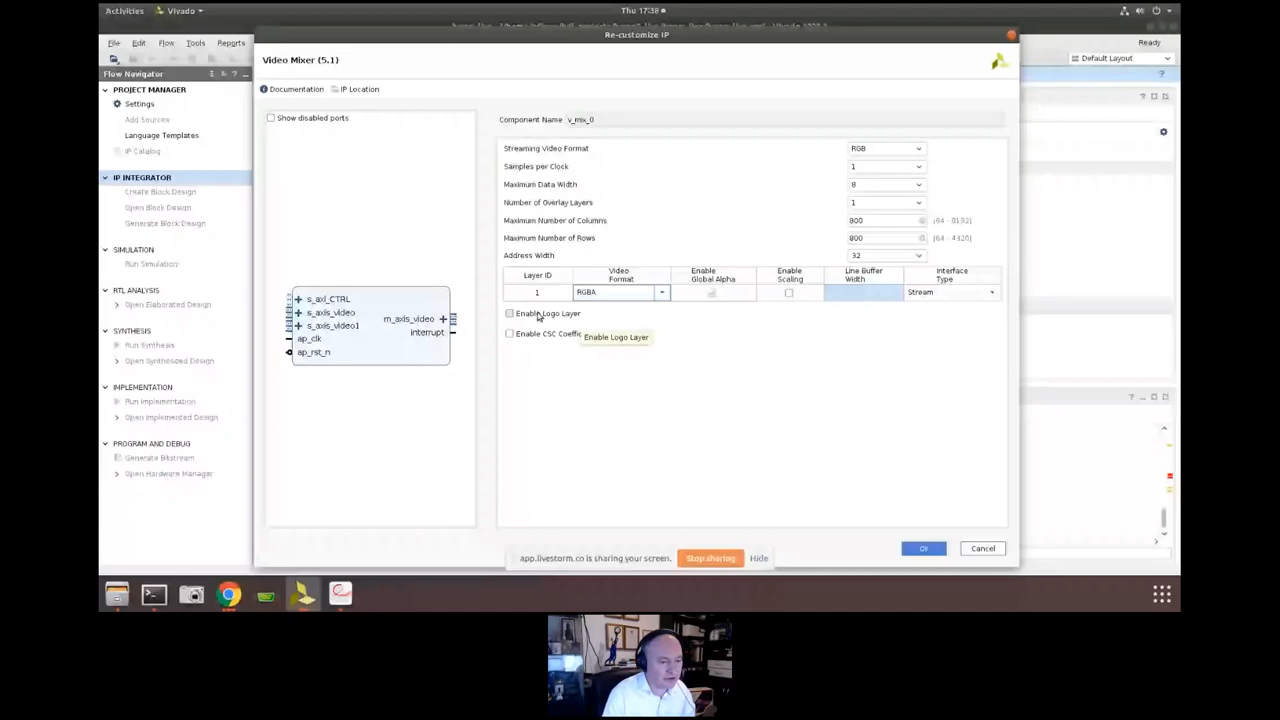 Activities Vivado Thu 17:38
Re-customize IP
File Edit Flow Tools Reports Ready
Video Mixer (5.1)
Default Layout
Flow Navigator
Documentation IP Location
PROJECT MANAGER
Settings
Add Sources
Language Templates
IP Catalog
IP INTEGRATOR
Create Block Design
Open Block Design
Generate Block Design
SIMULATION
Run Simulation
RTL ANALYSIS
Open Elaborated Design
SYNTHESIS
Run Synthesis
Open Synthesized Design
IMPLEMENTATION
Run Implementation
Open Implemented Design
PROGRAM AND DEBUG
Generate Bitstream
Open Hardware Manager
Show disabled ports
s_axi_CTRL
s_axis_video
s_axis_video1
ap_clk
ap_rst_n
m_axis_video
interrupt
Component Name v_mix_0
Streaming Video Format RGB
Samples per Clock 1
Maximum Data Width 8
Number of Overlay Layers 1
Maximum Number of Columns 800 (64 - 8192)
Maximum Number of Rows 800 (64 - 4320)
Address Width 32
Layer ID Video Format Enable Global Alpha Enable Scaling Line Buffer Width Interface Type
1 RGBA Stream
Enable Logo Layer
Enable CSC Coeffic
Enable Logo Layer
OK Cancel
app.livestorm.co is sharing your screen. Stop sharing Hide